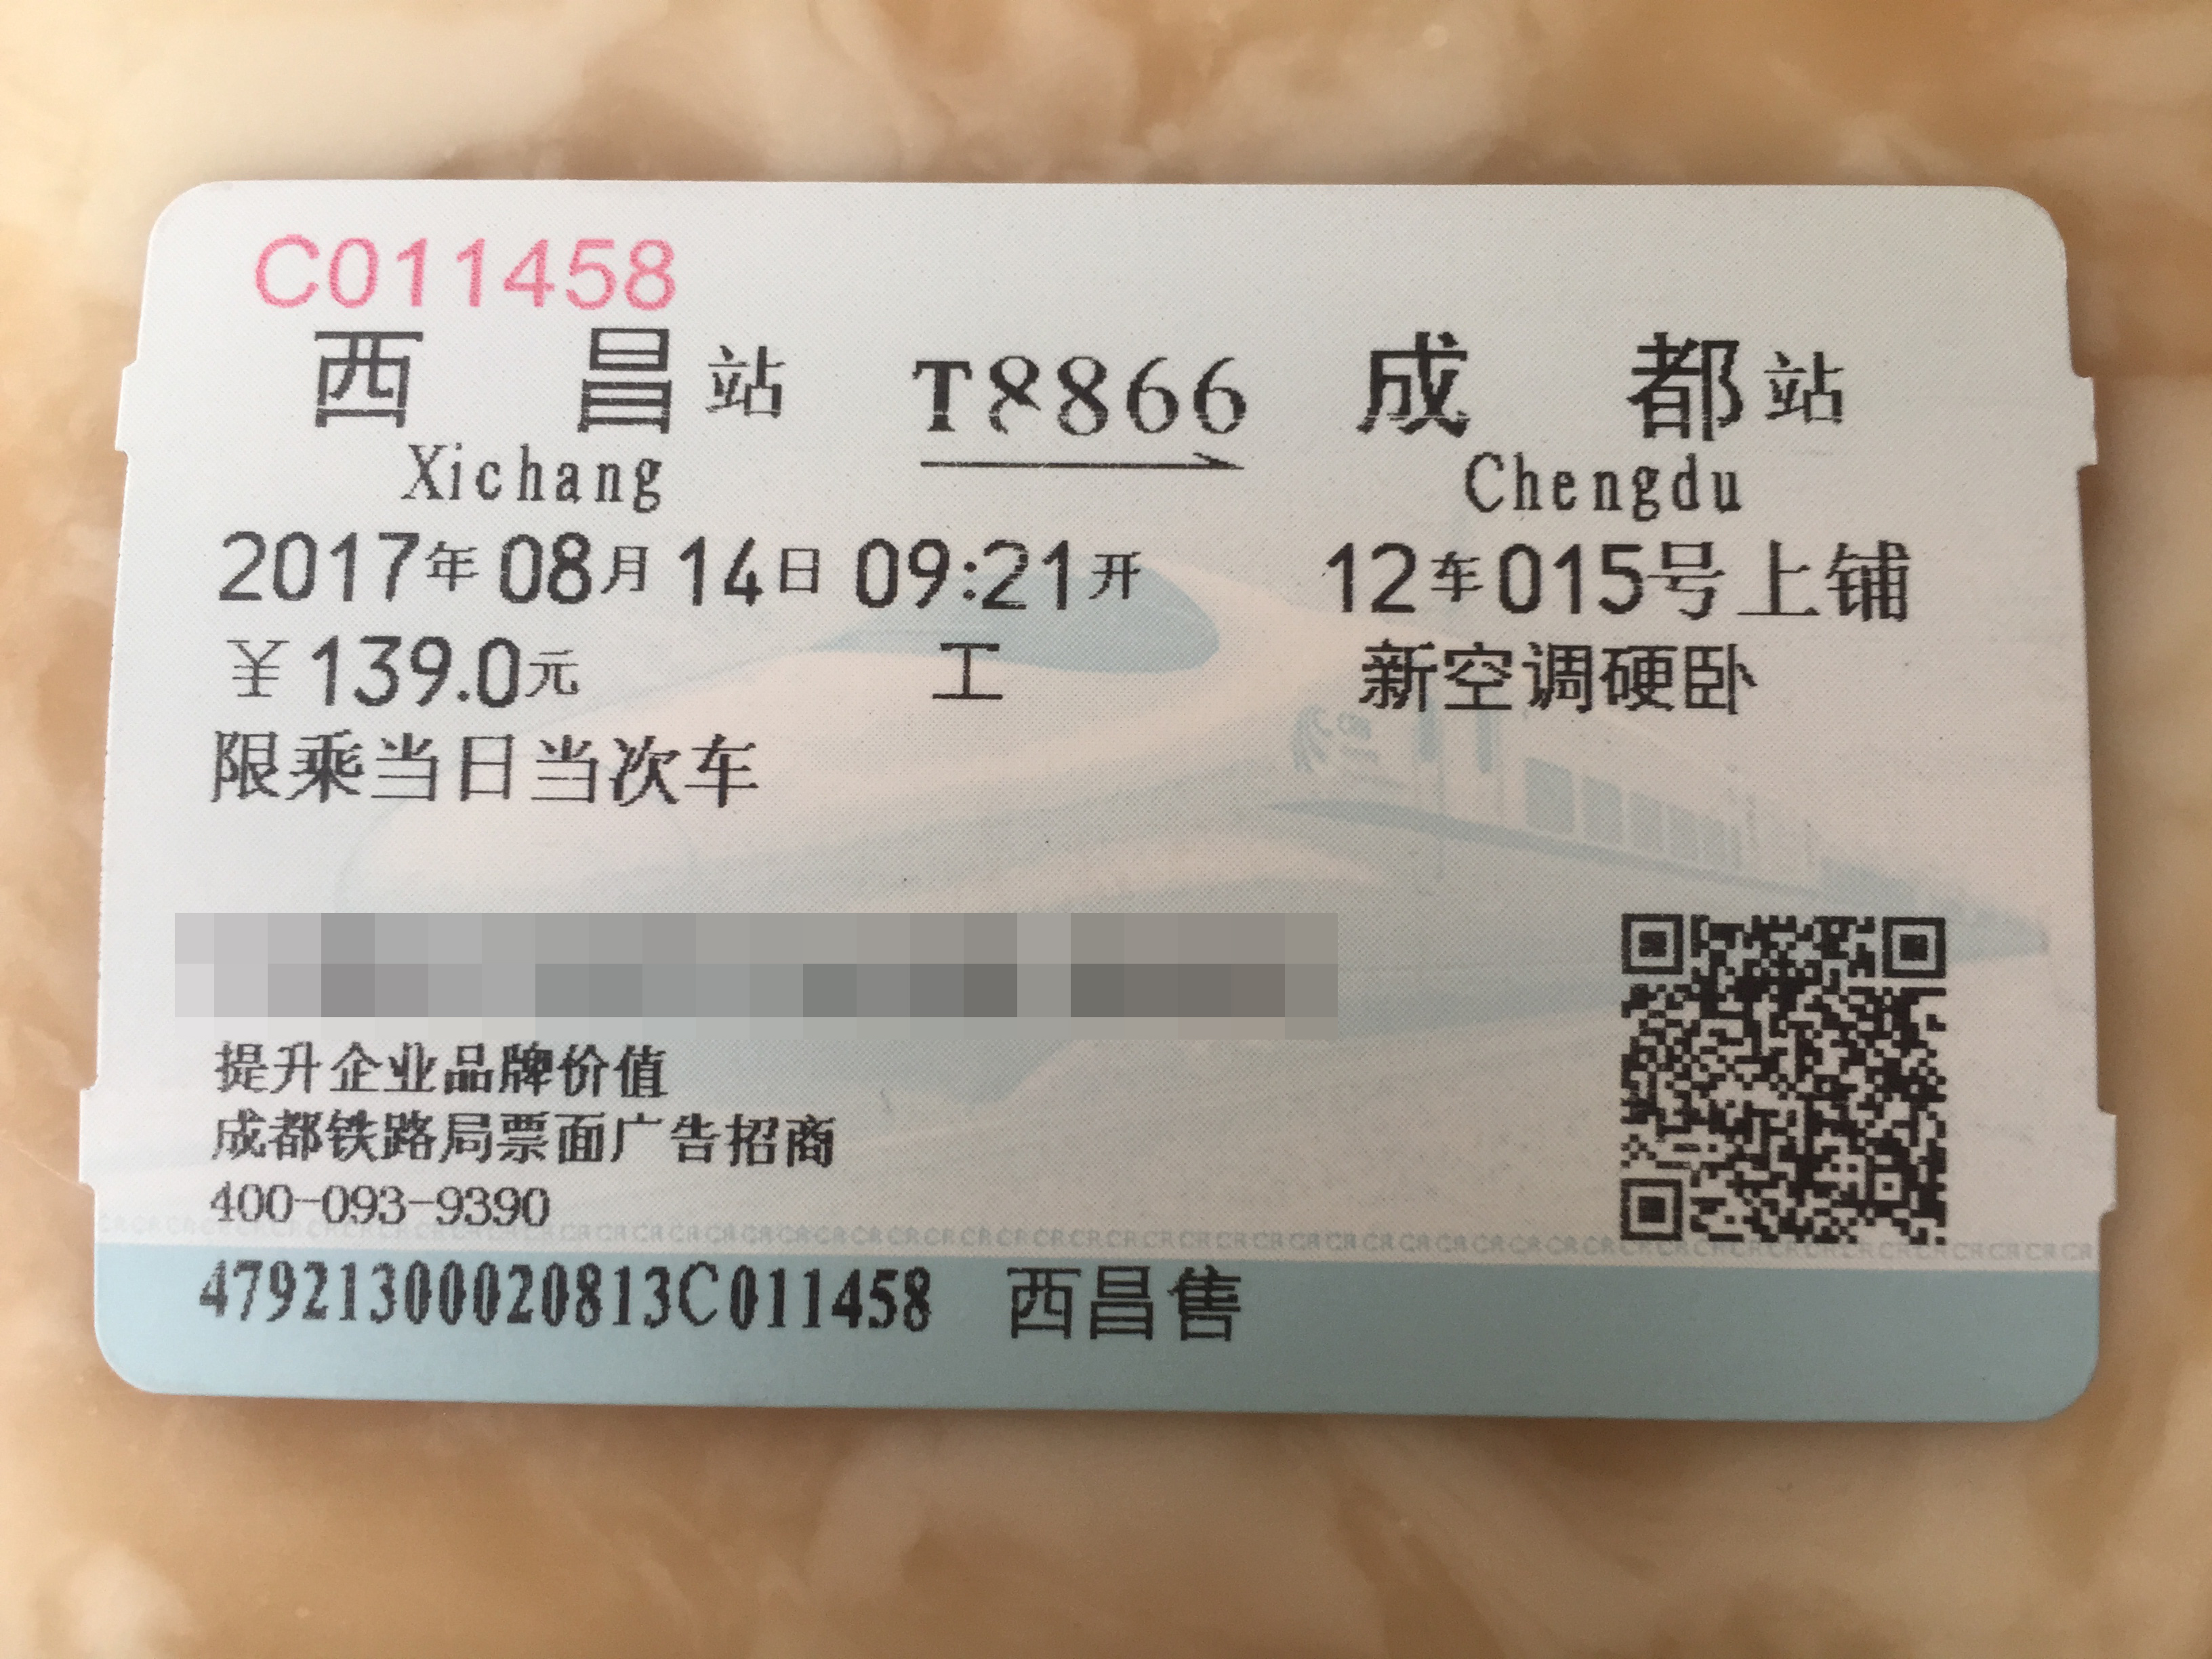 C011458
西昌站 T8866 成都站
Xichang Chengdu
2017年08月14日09:21开 12车015号上铺
￥139.0元 工 新空调硬卧
限乘当日当次车
提升企业品牌价值
成都铁路局票面广告招商
400-093-9390
47921300020813C011458 西昌售